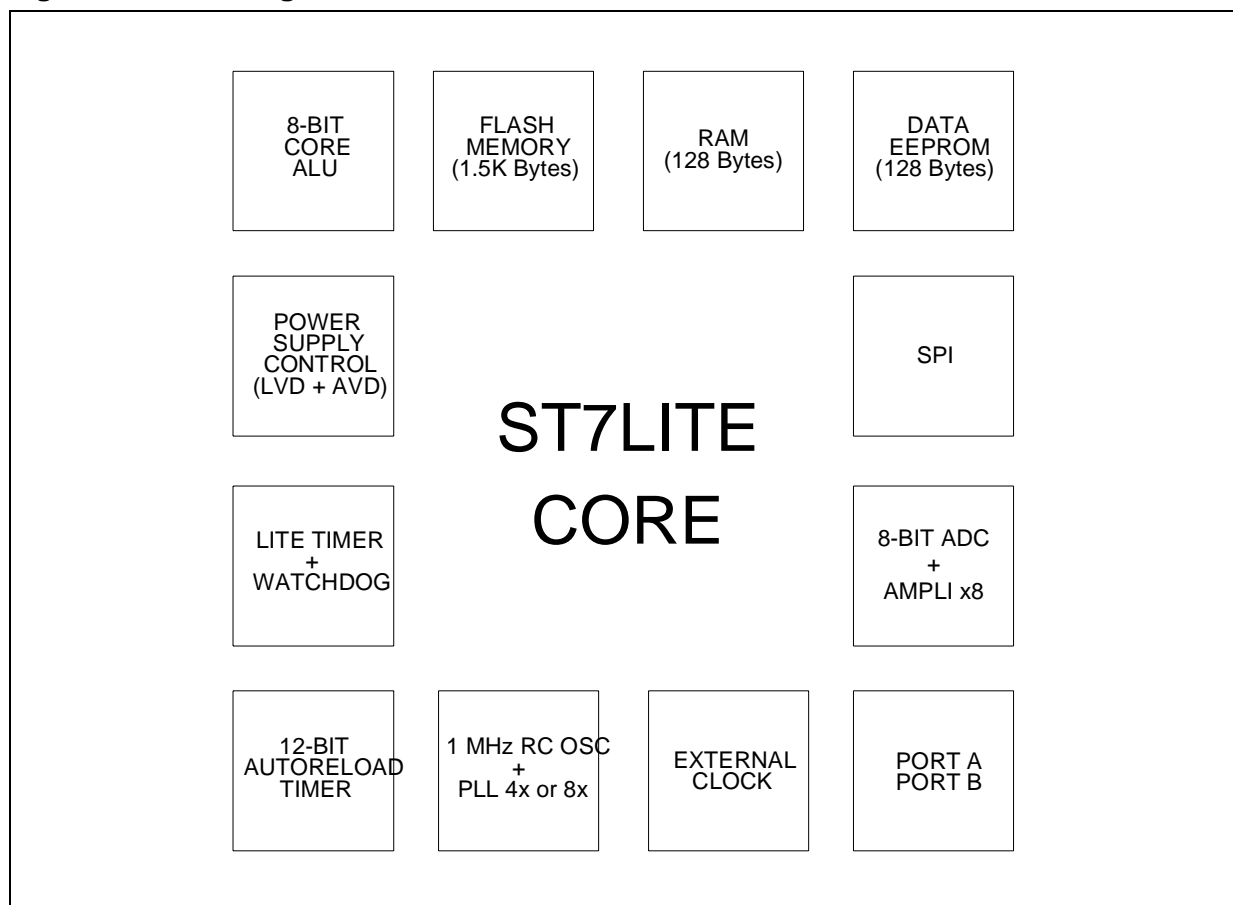 8-BIT
CORE
ALU
FLASH
MEMORY
(1.5K Bytes)
RAM
(128 Bytes)
DATA
EEPROM
(128 Bytes)
POWER
SUPPLY
CONTROL
(LVD + AVD)
SPI
ST7LITE
CORE
LITE TIMER
+
WATCHDOG
8-BIT ADC
+
AMPLI x8
12-BIT
AUTORELOAD
TIMER
1 MHz RC OSC
+
PLL 4x or 8x
EXTERNAL
CLOCK
PORT A
PORT B